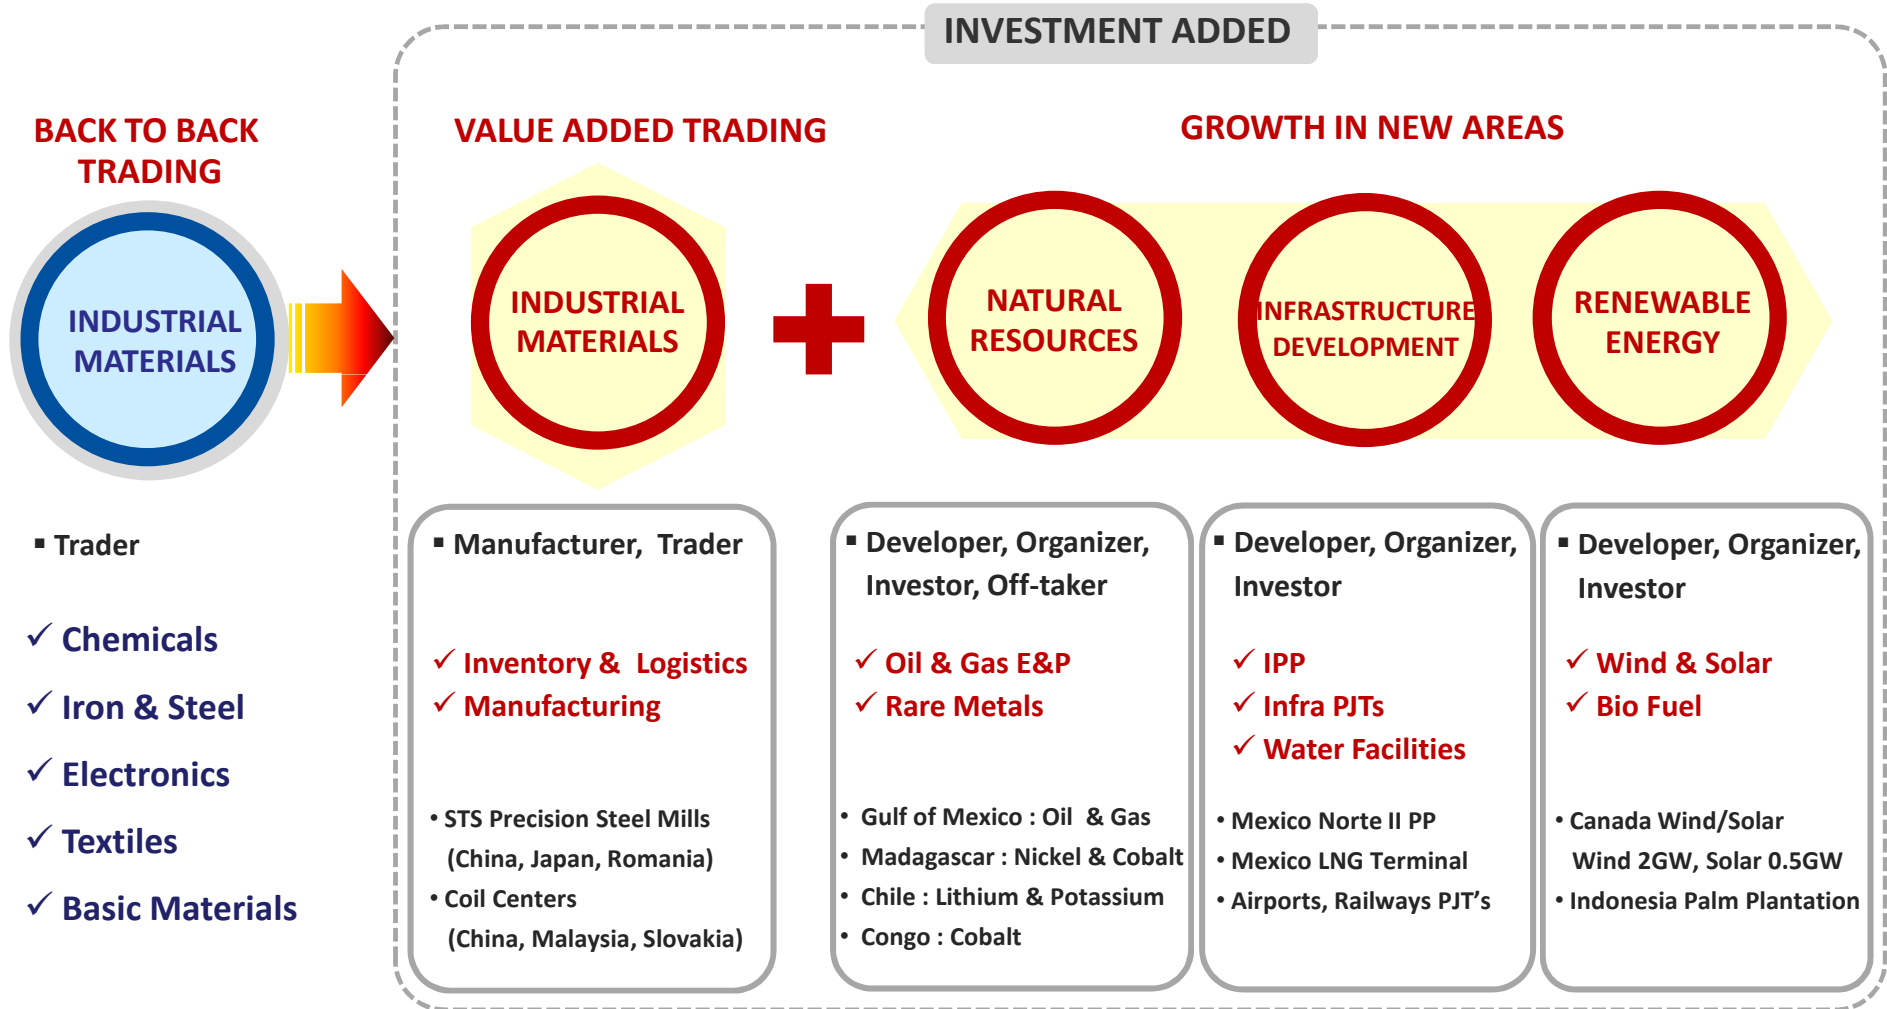 INVESTMENT ADDED
BACK TO BACK
TRADING
INDUSTRIAL
MATERIALS
▪ Trader
✓ Chemicals
✓ Iron & Steel
✓ Electronics
✓ Textiles
✓ Basic Materials
VALUE ADDED TRADING
INDUSTRIAL
MATERIALS
▪ Manufacturer, Trader
✓ Inventory & Logistics
✓ Manufacturing
• STS Precision Steel Mills
(China, Japan, Romania)
• Coil Centers
(China, Malaysia, Slovakia)
GROWTH IN NEW AREAS
NATURAL
RESOURCES
▪ Developer, Organizer,
Investor, Off-taker
✓ Oil & Gas E&P
✓ Rare Metals
• Gulf of Mexico : Oil & Gas
• Madagascar : Nickel & Cobalt
• Chile : Lithium & Potassium
• Congo : Cobalt
INFRASTRUCTURE
DEVELOPMENT
▪ Developer, Organizer,
Investor
✓ IPP
✓ Infra PJTs
✓ Water Facilities
• Mexico Norte II PP
• Mexico LNG Terminal
• Airports, Railways PJT’s
RENEWABLE
ENERGY
▪ Developer, Organizer,
Investor
✓ Wind & Solar
✓ Bio Fuel
• Canada Wind/Solar
Wind 2GW, Solar 0.5GW
• Indonesia Palm Plantation